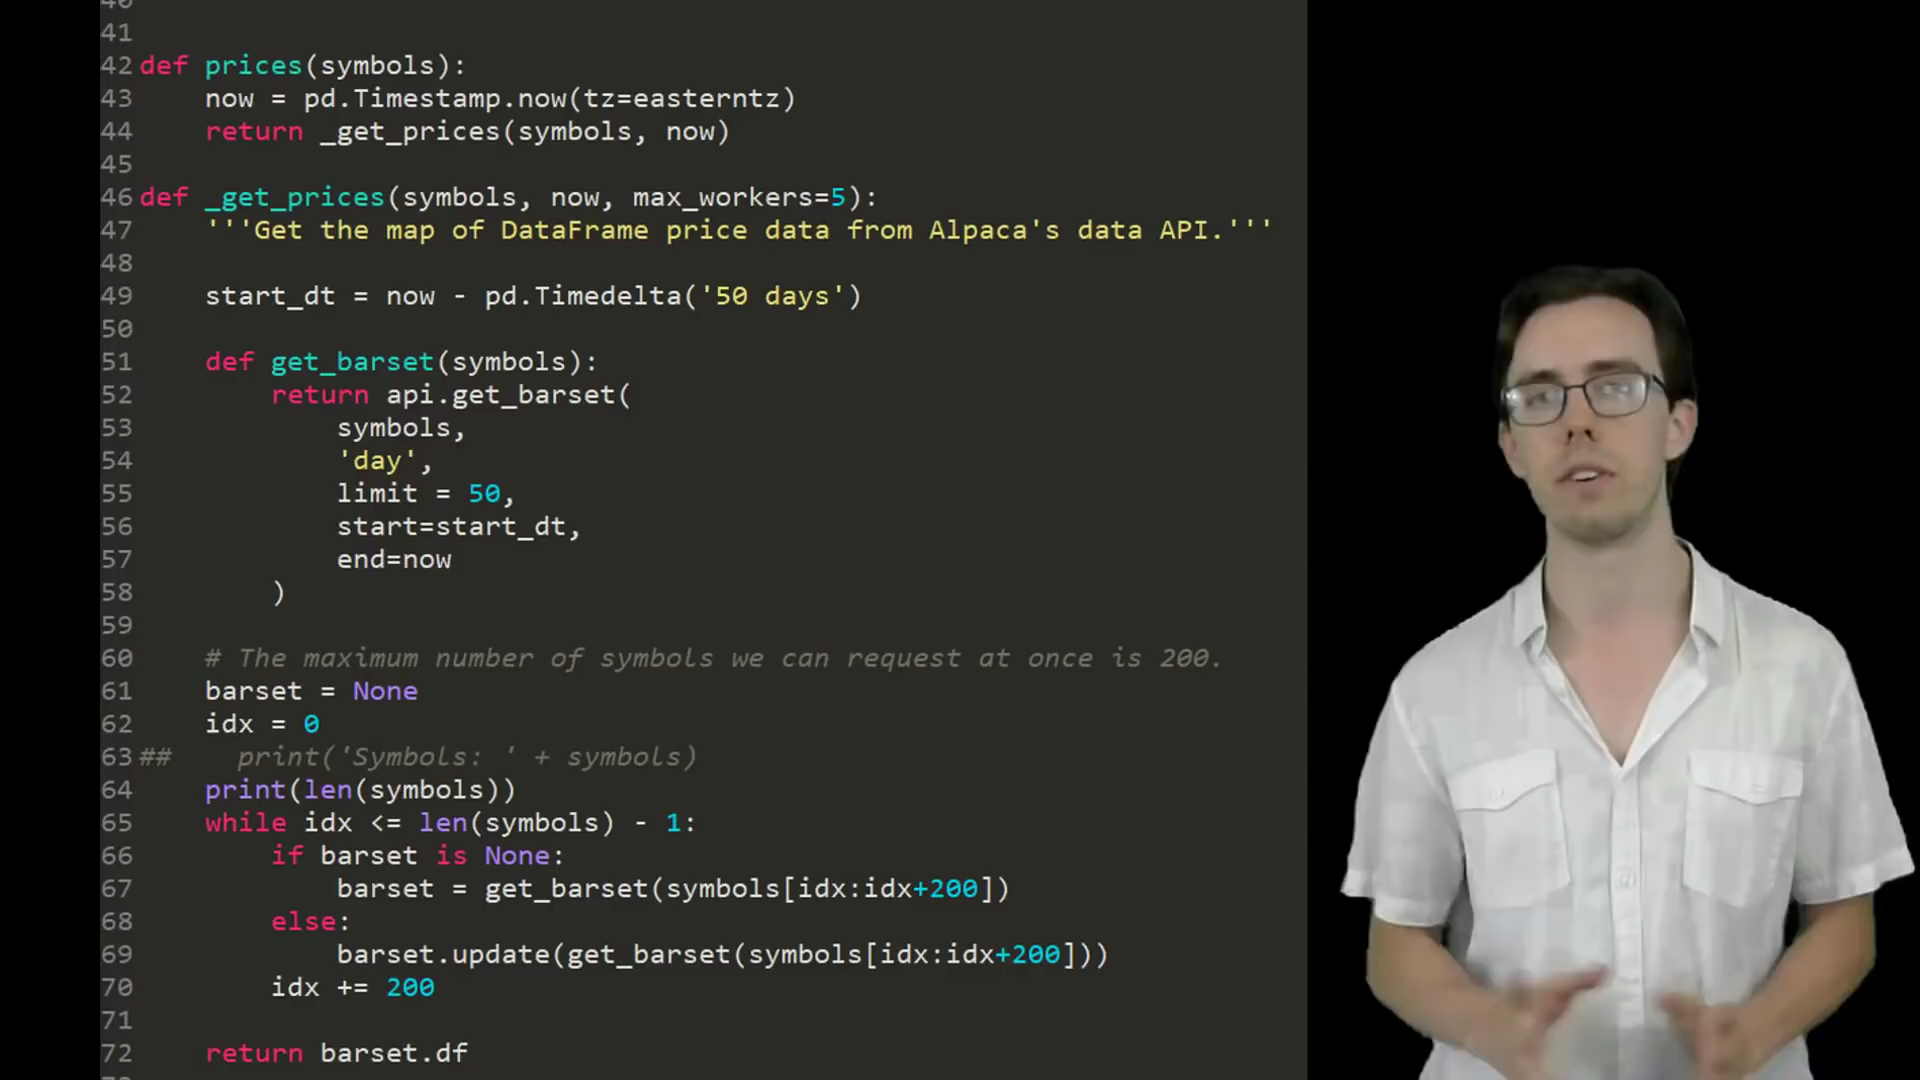 40
41
42 def prices(symbols):
43     now = pd.Timestamp.now(tz=easterntz)
44     return _get_prices(symbols, now)
45
46 def _get_prices(symbols, now, max_workers=5):
47     '''Get the map of DataFrame price data from Alpaca's data API.'''
48
49     start_dt = now - pd.Timedelta('50 days')
50
51     def get_barset(symbols):
52         return api.get_barset(
53             symbols,
54             'day',
55             limit = 50,
56             start=start_dt,
57             end=now
58         )
59
60     # The maximum number of symbols we can request at once is 200.
61     barset = None
62     idx = 0
63 ##    print('Symbols: ' + symbols)
64     print(len(symbols))
65     while idx <= len(symbols) - 1:
66         if barset is None:
67             barset = get_barset(symbols[idx:idx+200])
68         else:
69             barset.update(get_barset(symbols[idx:idx+200]))
70         idx += 200
71
72     return barset.df